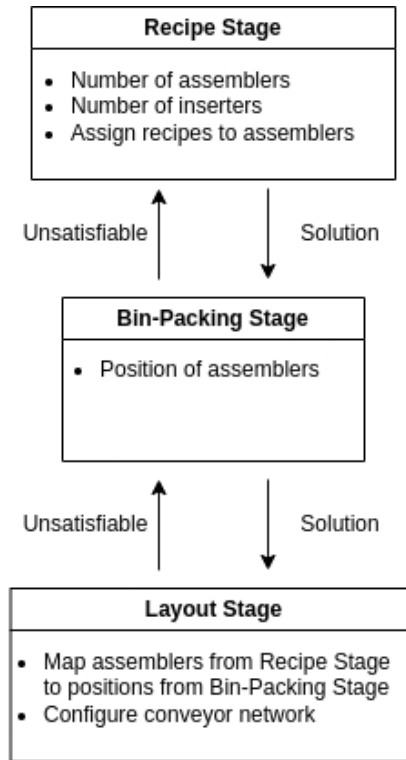 Recipe Stage
• Number of assemblers
• Number of inserters
• Assign recipes to assemblers
Unsatisfiable
Solution
Bin-Packing Stage
• Position of assemblers
Unsatisfiable
Solution
Layout Stage
• Map assemblers from Recipe Stage
to positions from Bin-Packing Stage
• Configure conveyor network